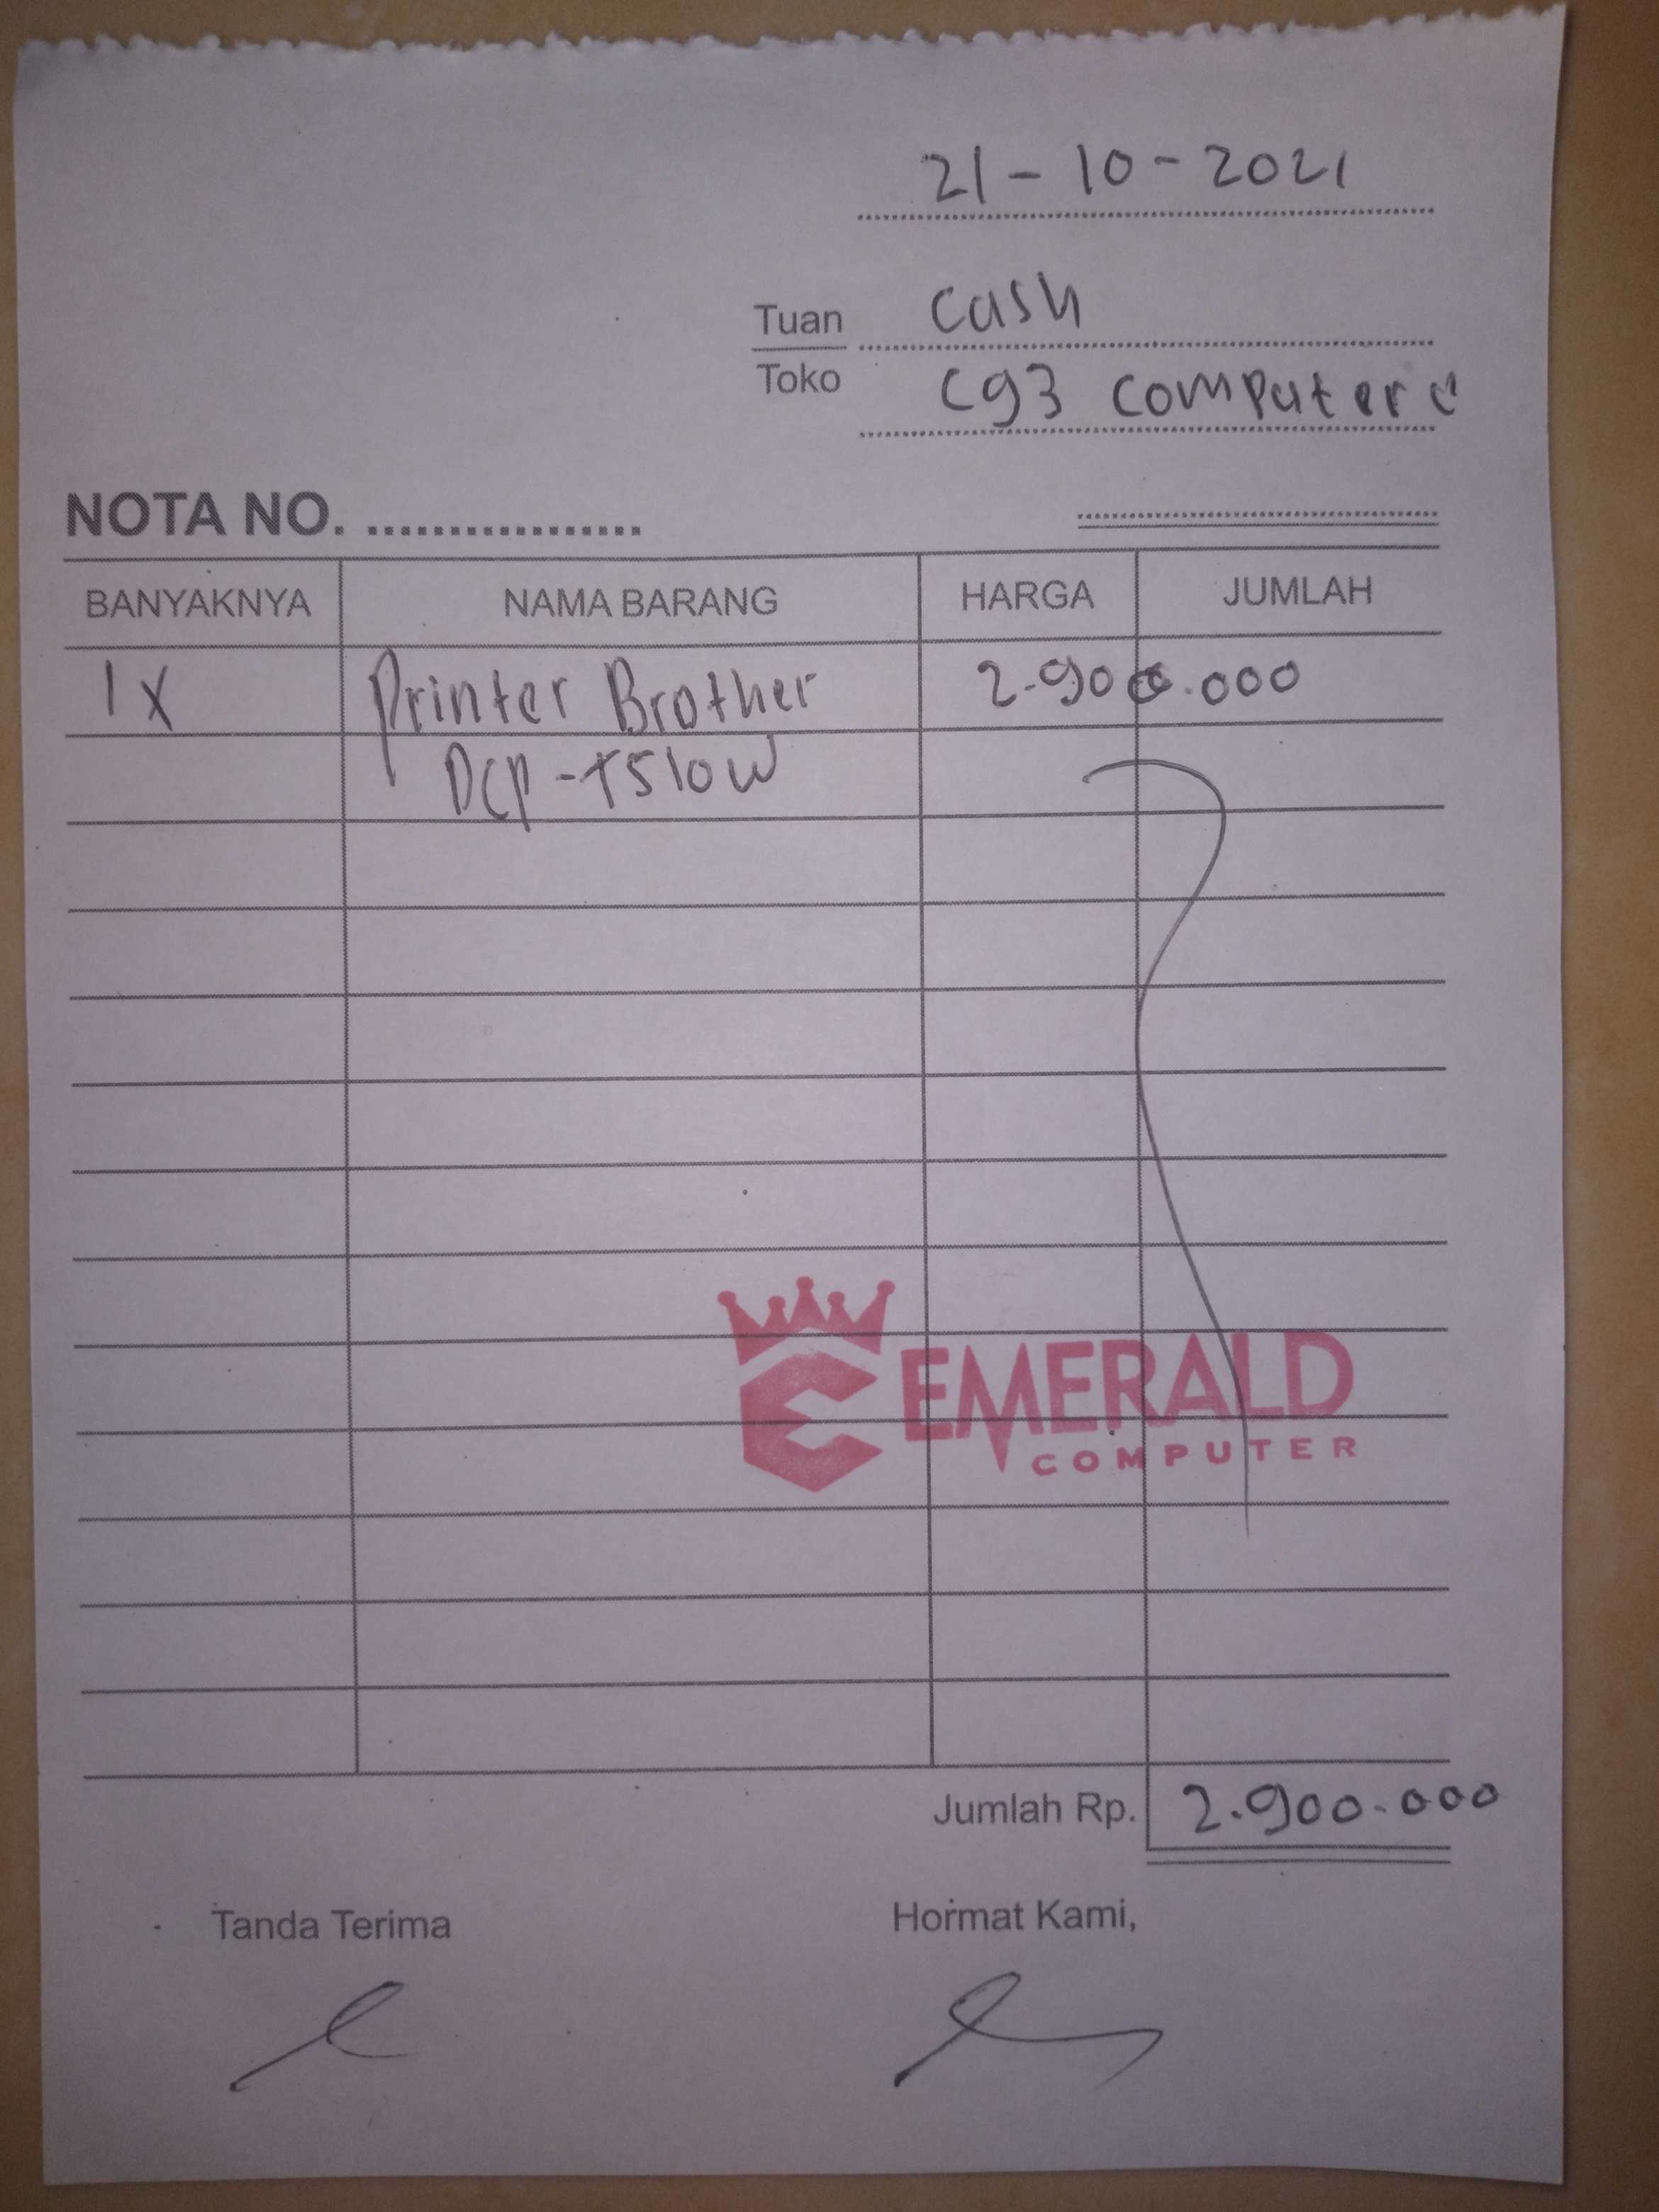 21-10-2021
Tuan Cash
Toko cg3 computer
NOTA NO. .................
BANYAKNYA NAMA BARANG HARGA JUMLAH
1X Printer Brother 2.900.000
DCP-T510W
EMERALD
COMPUTER
Jumlah Rp. 2.900.000
Tanda Terima Hormat Kami,